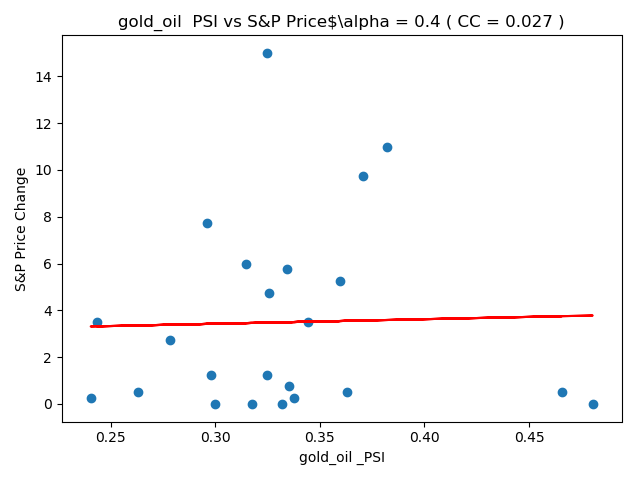 gold_oil  PSI vs S&P Price$\alpha = 0.4 ( CC = 0.027 )
S&P Price Change
14
12
10
8
6
4
2
0
0.25 0.30 0.35 0.40 0.45
gold_oil _PSI